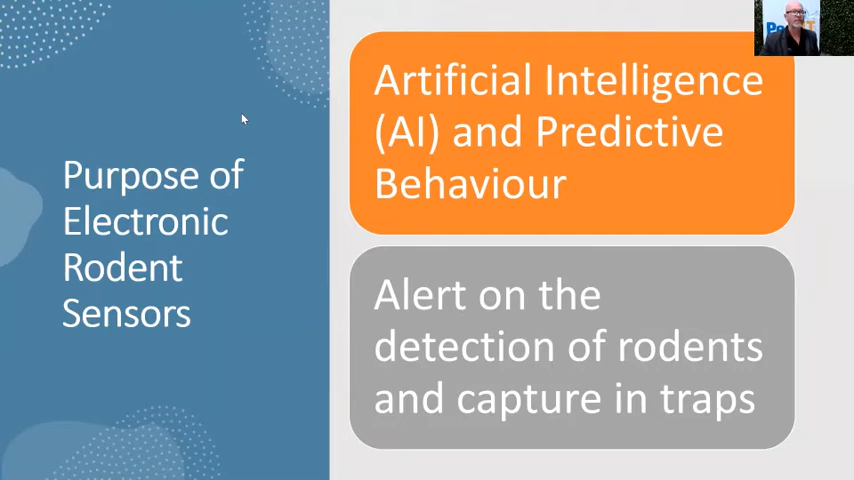 Purpose of
Electronic
Rodent
Sensors
Artificial Intelligence
(AI) and Predictive
Behaviour
Alert on the
detection of rodents
and capture in traps